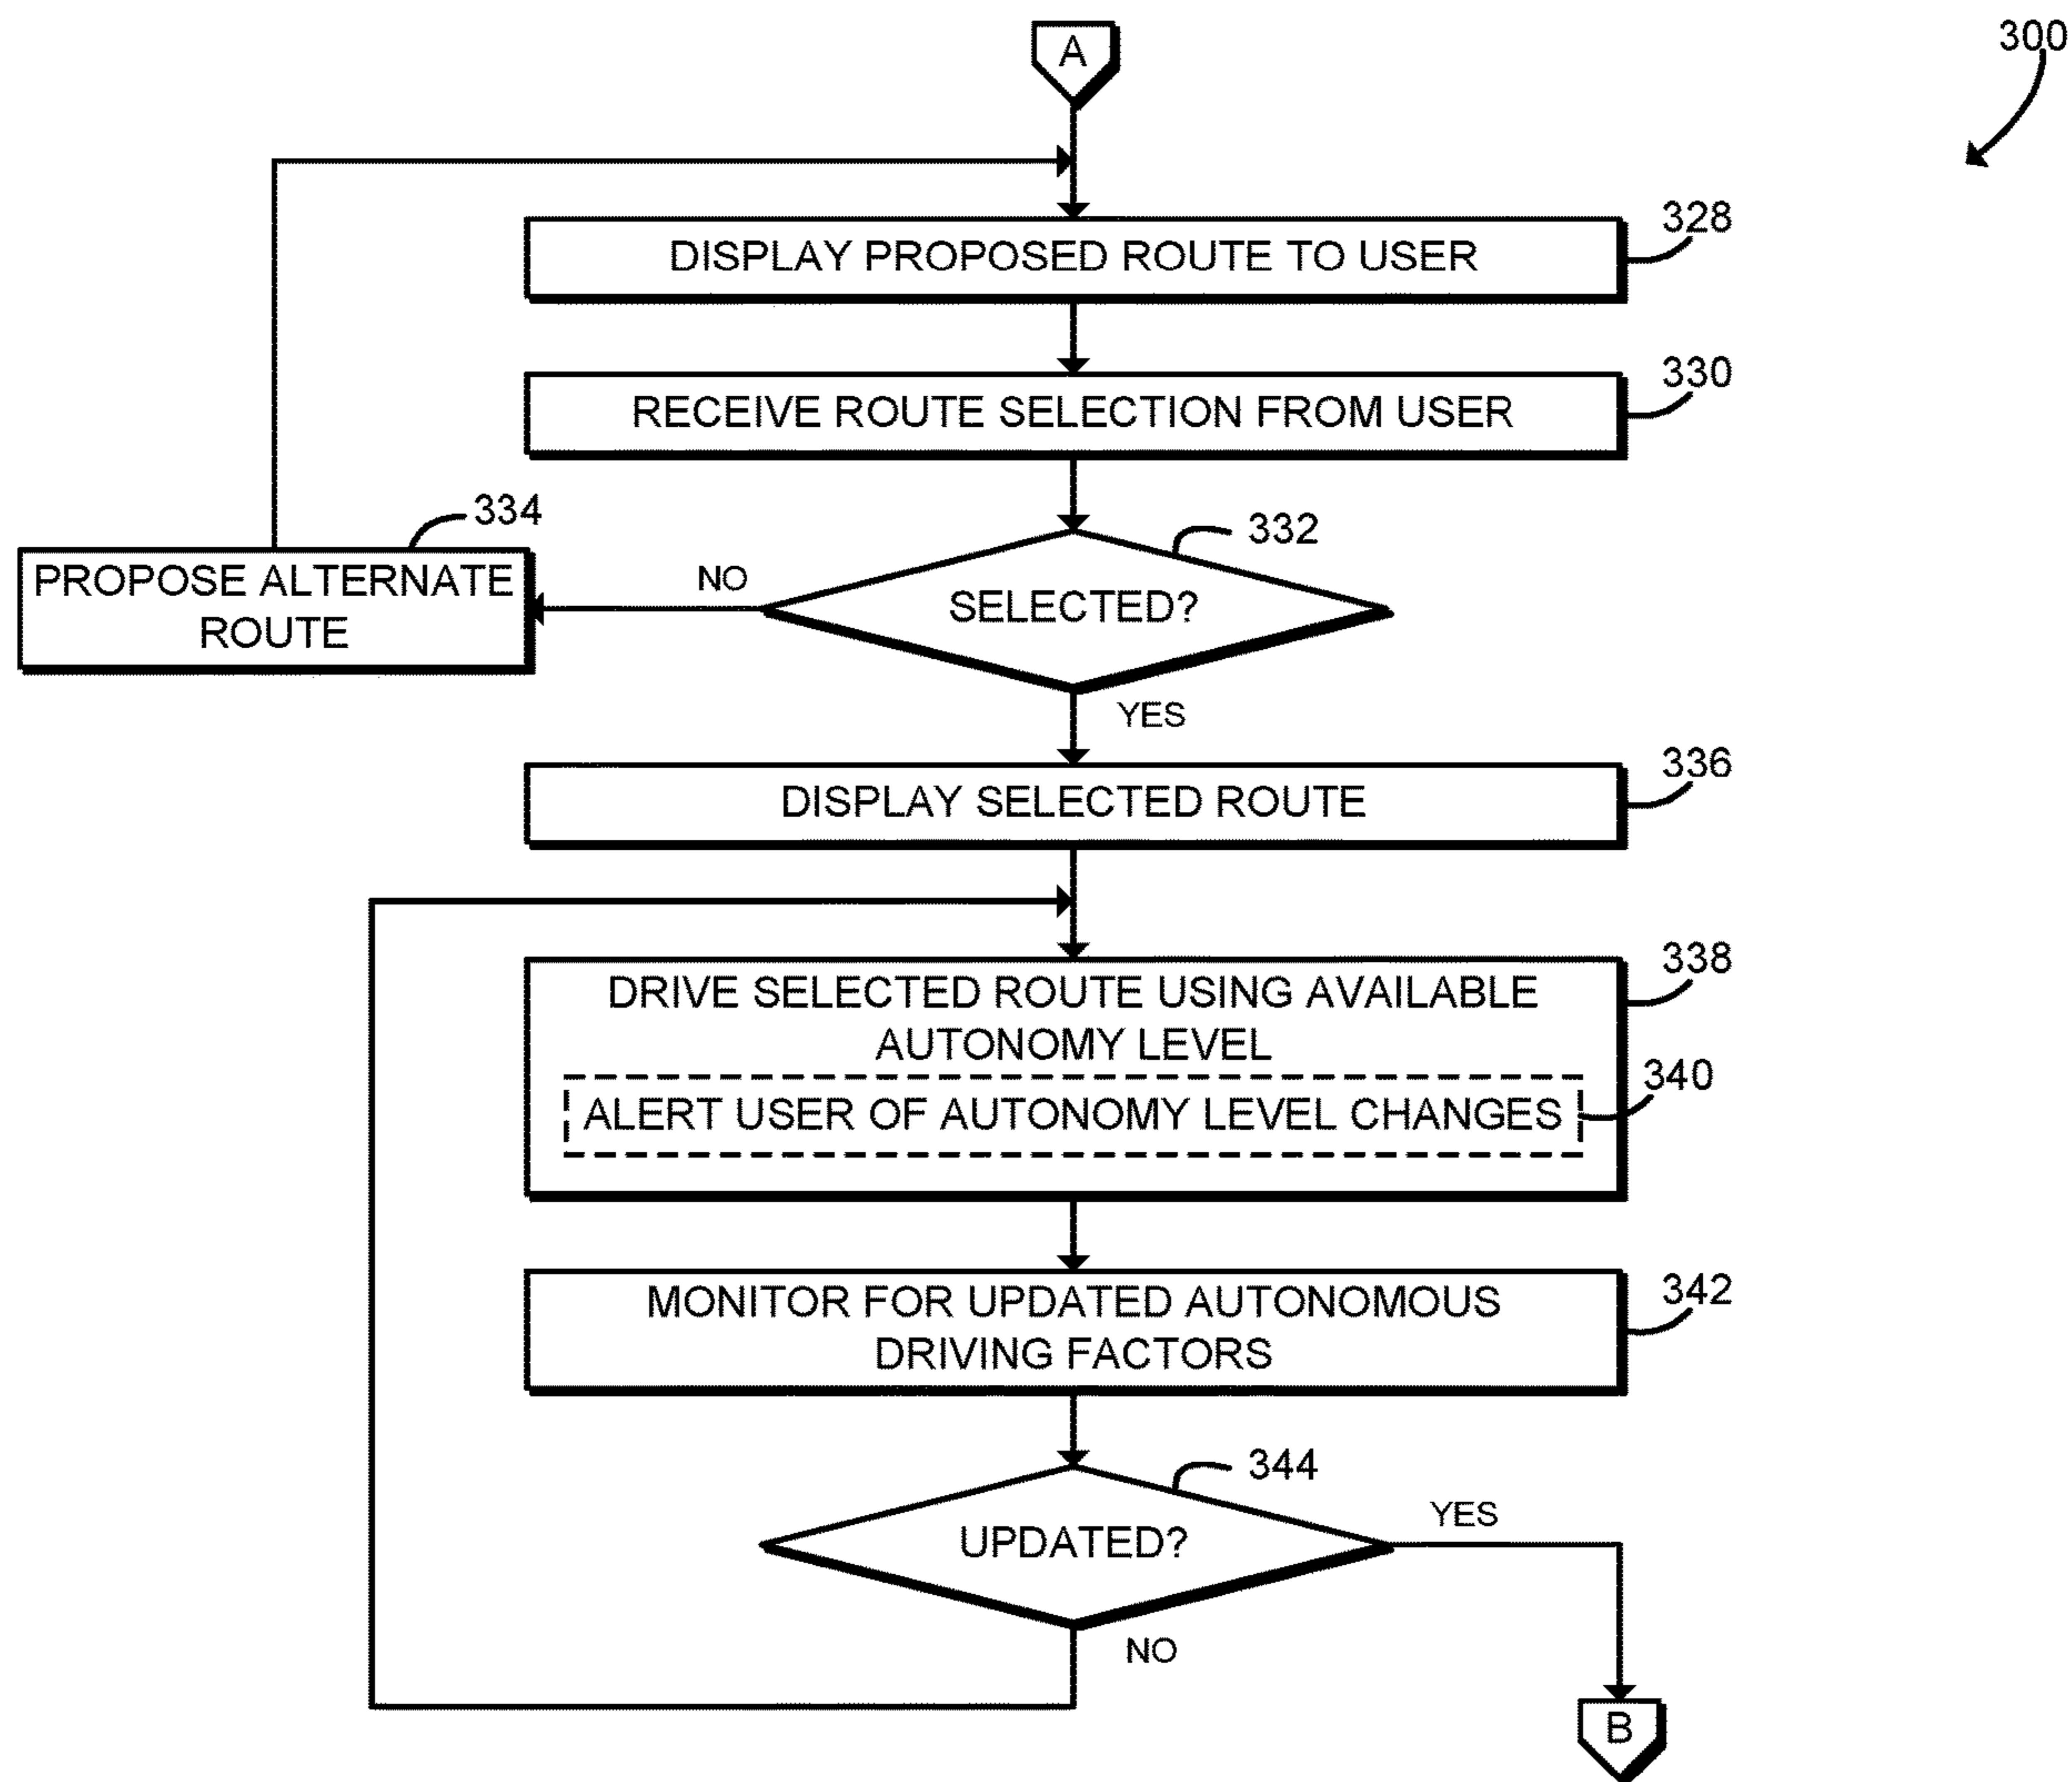 A
300
328
DISPLAY PROPOSED ROUTE TO USER
330
RECEIVE ROUTE SELECTION FROM USER
334
332
PROPOSE ALTERNATE
ROUTE
NO
SELECTED?
YES
336
DISPLAY SELECTED ROUTE
338
DRIVE SELECTED ROUTE USING AVAILABLE
AUTONOMY LEVEL
340
ALERT USER OF AUTONOMY LEVEL CHANGES
342
MONITOR FOR UPDATED AUTONOMOUS
DRIVING FACTORS
344
YES
UPDATED?
NO
B